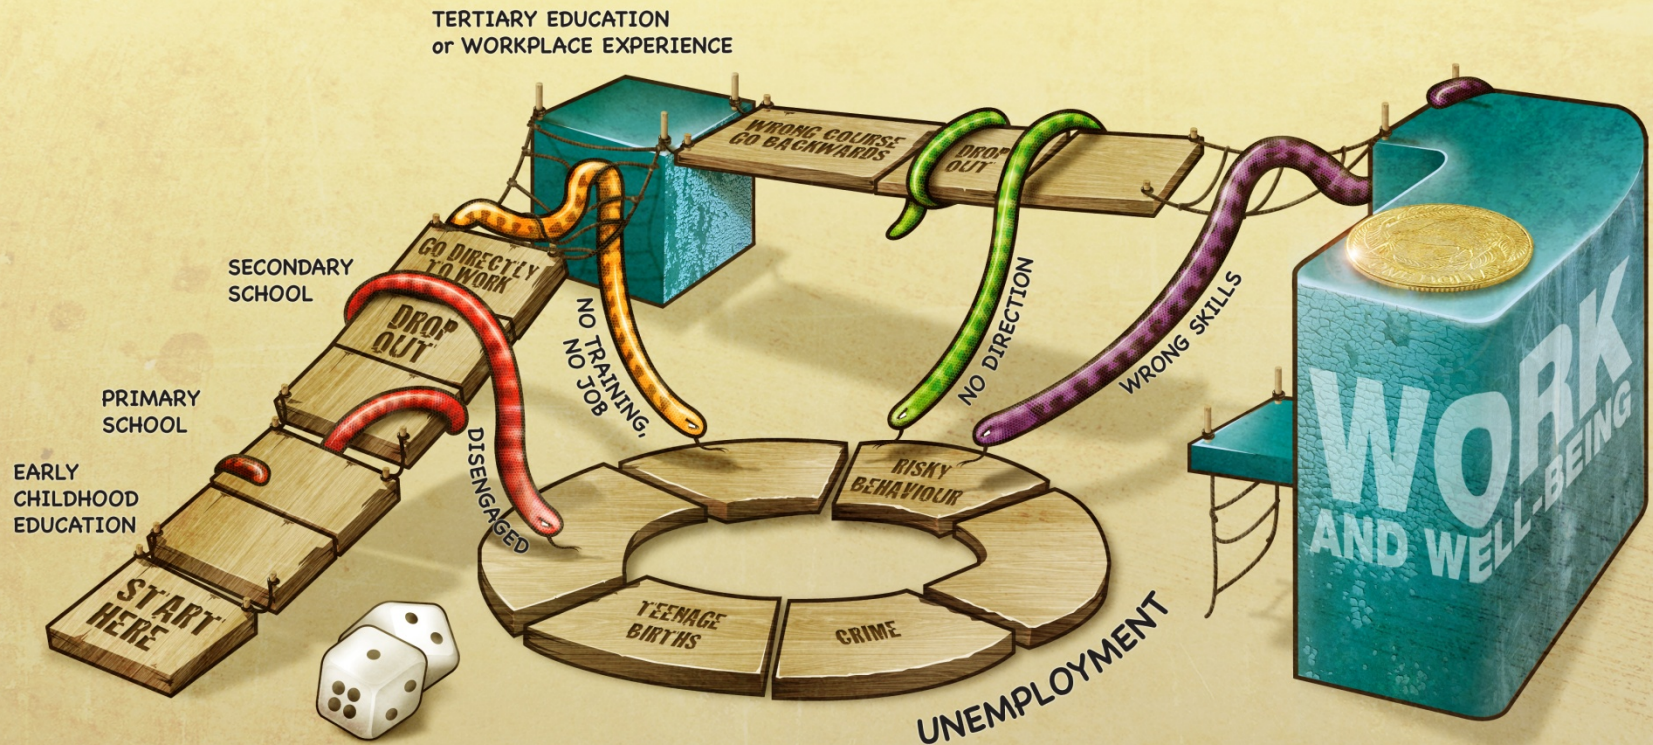 TERTIARY EDUCATION
or WORKPLACE EXPERIENCE
WRONG COURSE
GO BACKWARDS
DROP
OUT
GO DIRECTLY
TO WORK
SECONDARY
SCHOOL
DROP
OUT
NO TRAINING,
NO JOB
NO DIRECTION
WRONG SKILLS
PRIMARY
SCHOOL
DISENGAGED
EARLY
CHILDHOOD
EDUCATION
START
HERE
RISKY
BEHAVIOUR
TEENAGE
BIRTHS
CRIME
UNEMPLOYMENT
WORK
AND WELL-BEING